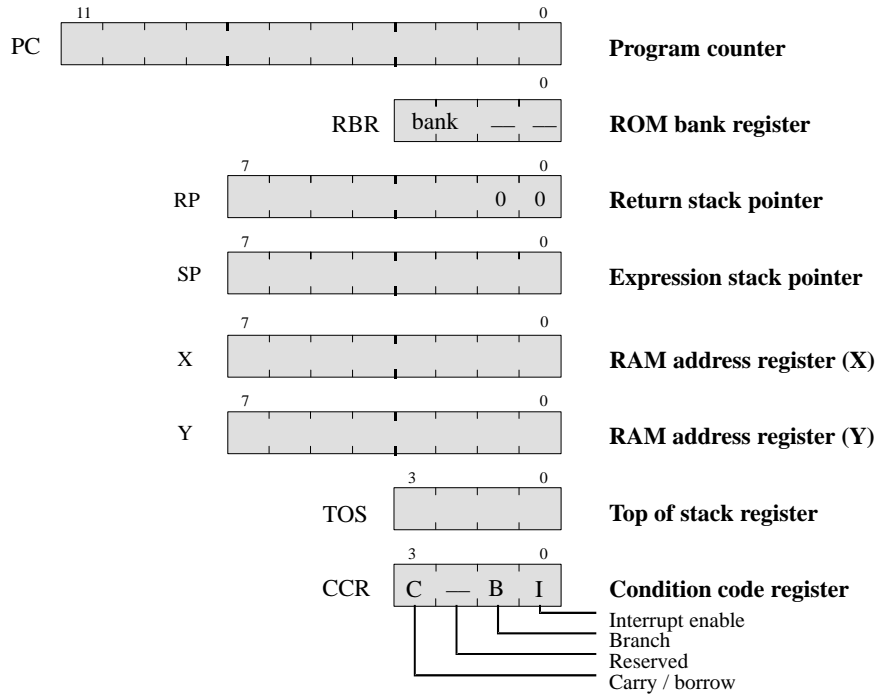 11 0
PC Program counter
0
RBR bank — — ROM bank register
7 0
RP 0 0 Return stack pointer
7 0
SP Expression stack pointer
7 0
X RAM address register (X)
7 0
Y RAM address register (Y)
3 0
TOS Top of stack register
3 0
CCR C — B I Condition code register
Interrupt enable
Branch
Reserved
Carry / borrow